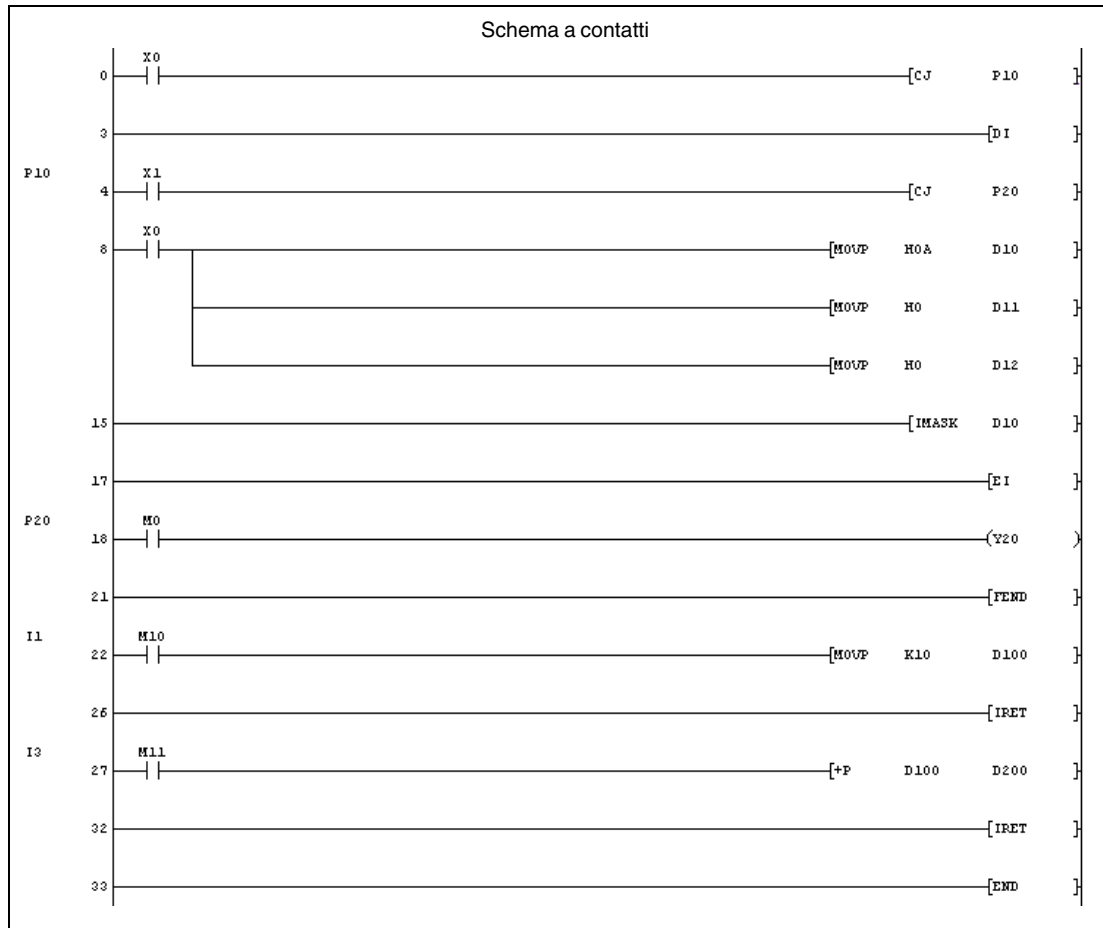 Schema a contatti
X0
0 [CJ P10 ]
3 [DI ]
P10 X1
4 [CJ P20 ]
X0
8 [MOVP H0A D10 ]
[MOVP H0 D11 ]
[MOVP H0 D12 ]
15 [IMASK D10 ]
17 [EI ]
P20 M0
18 (Y20 )
21 [FEND ]
I1 M10
22 [MOVP K10 D100 ]
26 [IRET ]
I3 M11
27 [+P D100 D200 ]
32 [IRET ]
33 [END ]